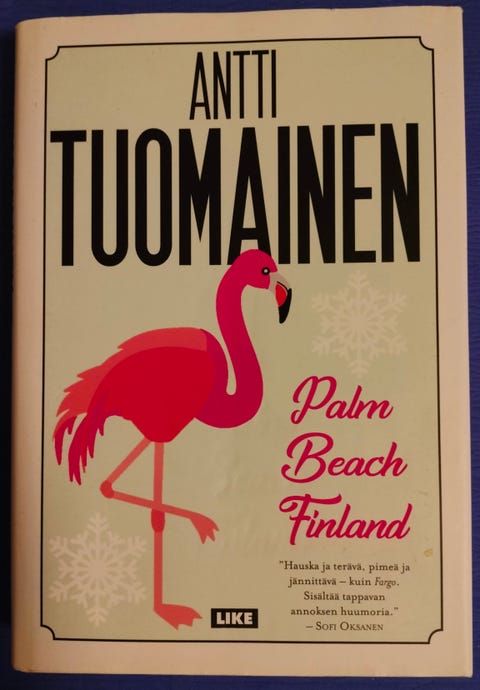 ANTTI
TUOMAINEN
Palm
Beach
Finland
"Hauska ja terävä, pimeä ja
jännittävä – kuin Fargo.
Sisältää tappavan
annoksen huumoria."
– SOFI OKSANEN
LIKE